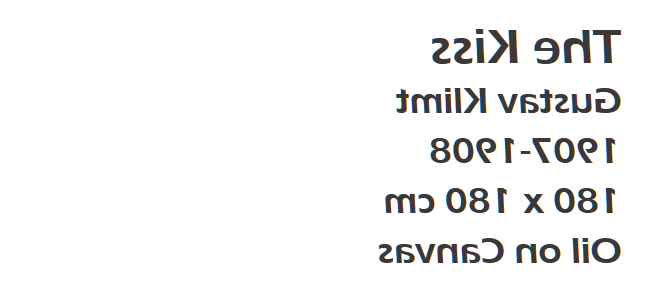 The Kiss
Gustav Klimt
1907-1908
180 x 180 cm
Oil on Canvas